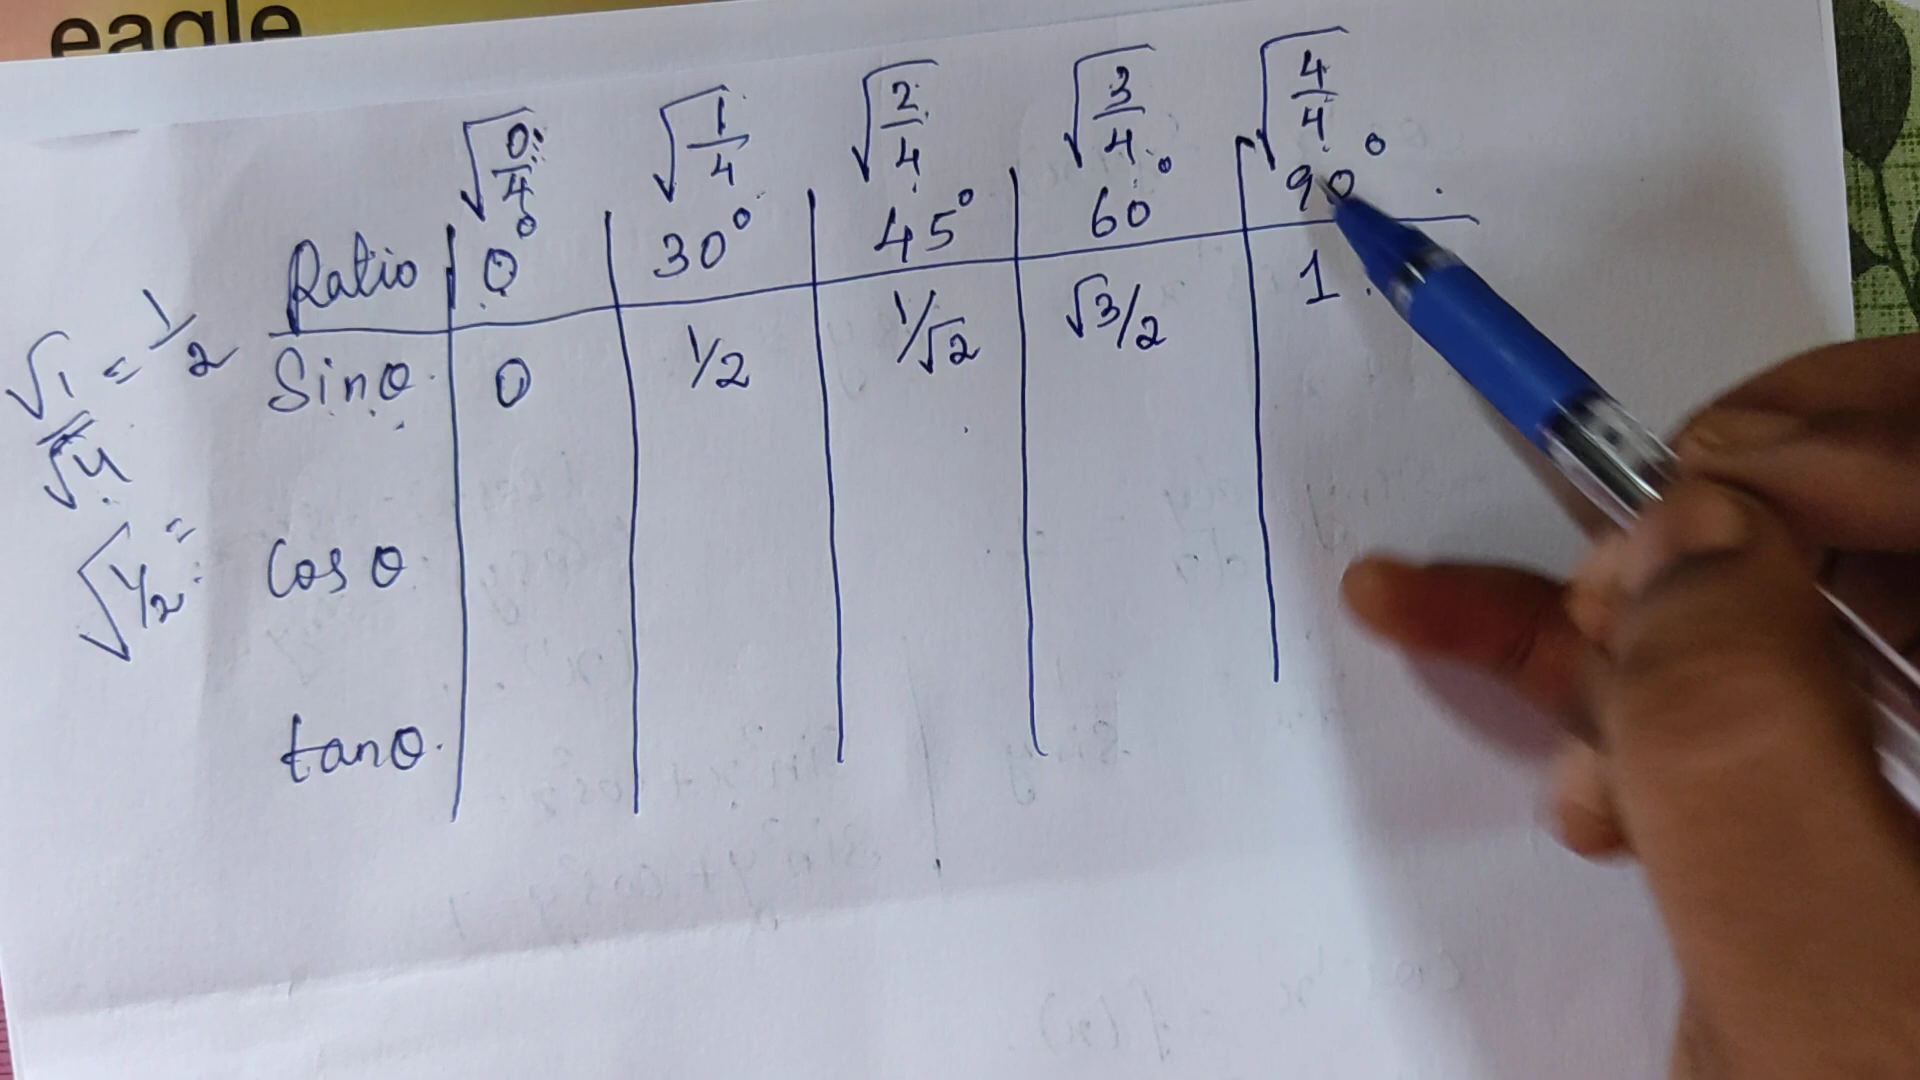 eagle
√0/4 √1/4 √2/4 √3/4 √4/4
Ratio 0° 30° 45° 60° 90°
Sinθ 0 1/2 1/√2 √3/2 1
√1/√4 = 1/2
√1/2 =
Cosθ
tanθ